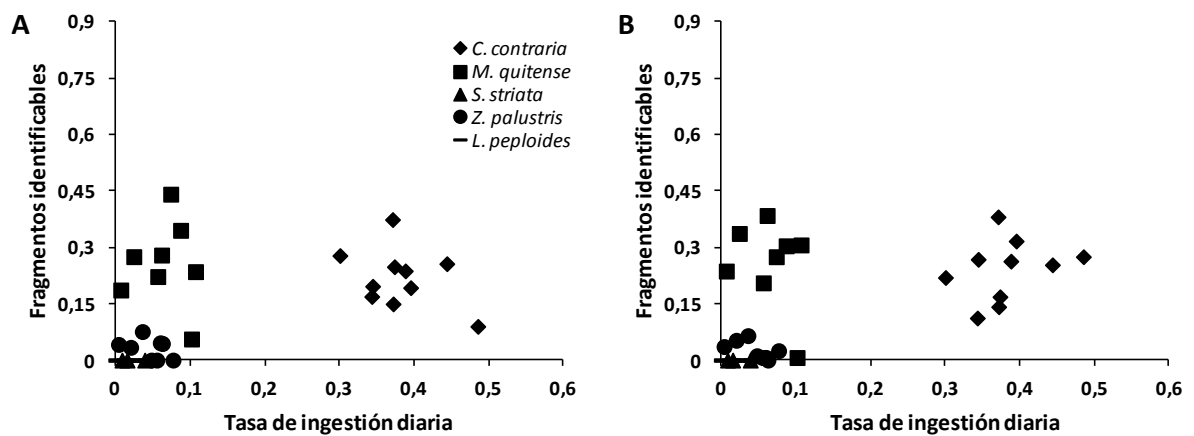 A
Fragmentos identificables
0,9
0,75
0,6
0,45
0,3
0,15
0
0 0,1 0,2 0,3 0,4 0,5 0,6
Tasa de ingestión diaria
C. contraria
M. quitense
S. striata
Z. palustris
L. peploides
B
Fragmentos identificables
0,9
0,75
0,6
0,45
0,3
0,15
0
0 0,1 0,2 0,3 0,4 0,5 0,6
Tasa de ingestión diaria